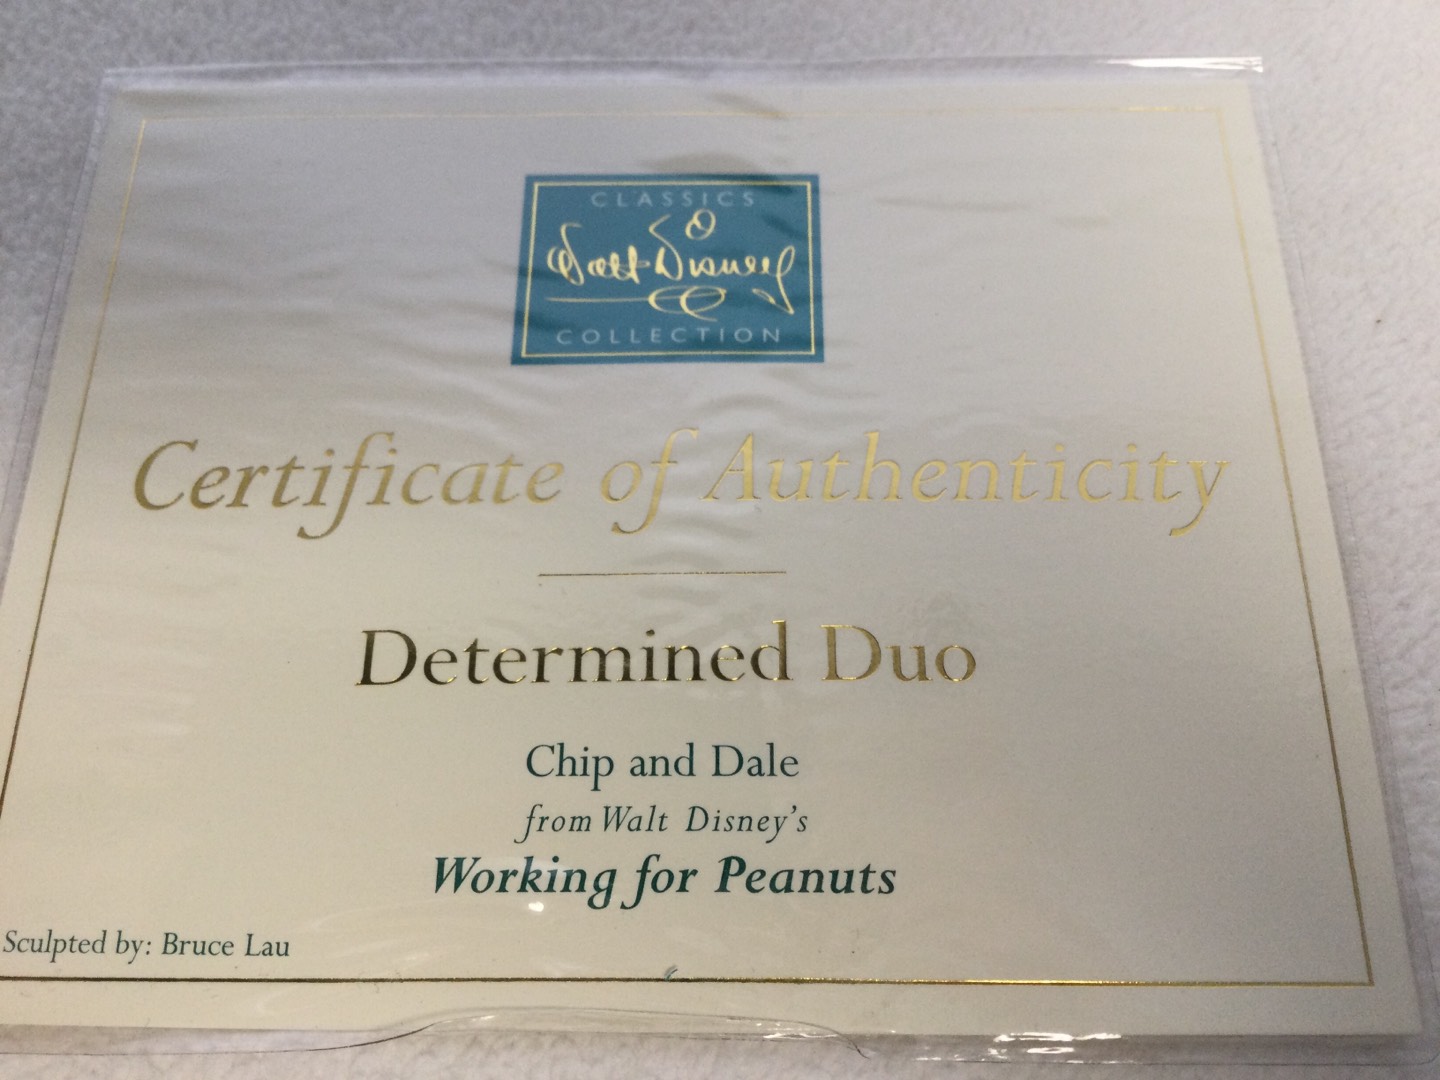 CLASSICS
Walt Disney
COLLECTION
Certificate of Authenticity
Determined Duo
Chip and Dale
from Walt Disney's
Working for Peanuts
Sculpted by: Bruce Lau